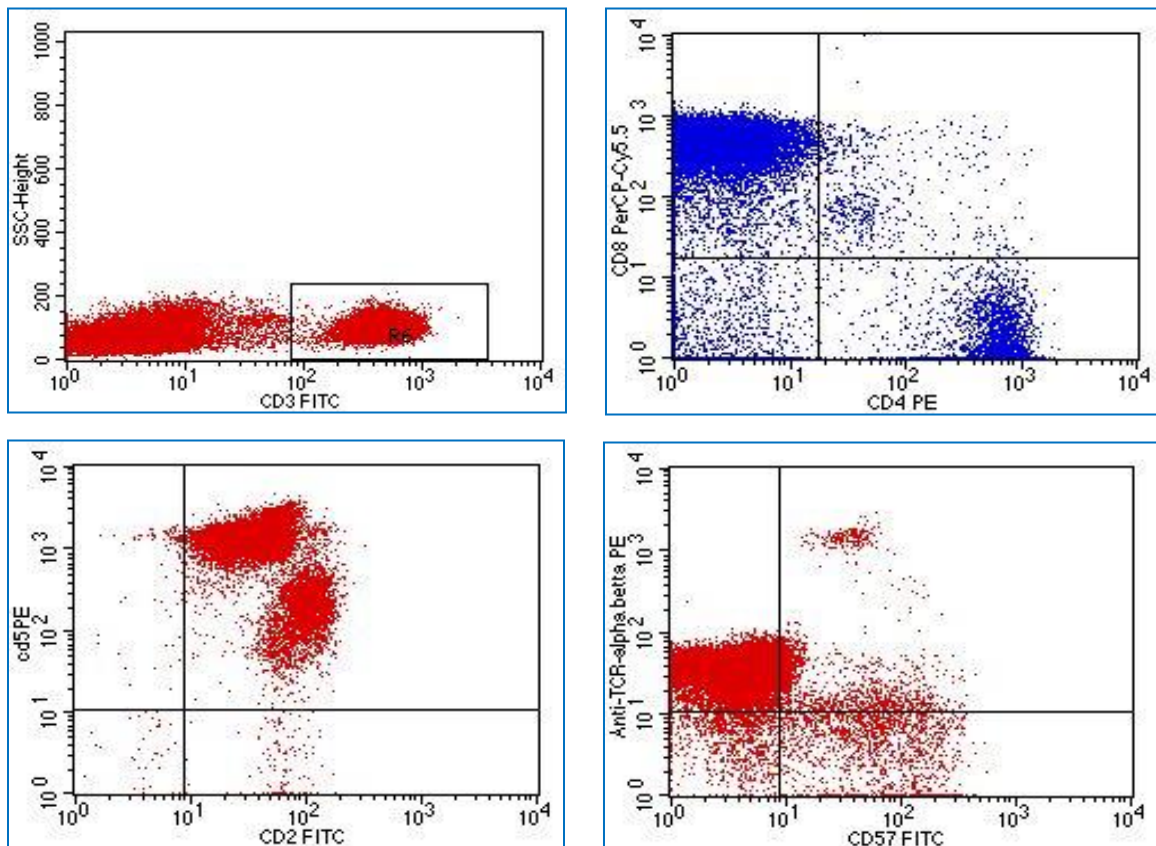 1000
800
600
400
200
0
SSC-Height
R6
10^0 10^1 10^2 10^3 10^4
CD3 FITC
10^4
10^3
10^2
10^1
10^0
CD8 PerCP-Cy5.5
10^0 10^1 10^2 10^3 10^4
CD4 PE
10^4
10^3
10^2
10^1
10^0
cd5PE
10^0 10^1 10^2 10^3 10^4
CD2 FITC
10^4
10^3
10^2
10^1
10^0
Anti-TCR-alpha betta PE
10^0 10^1 10^2 10^3 10^4
CD57 FITC